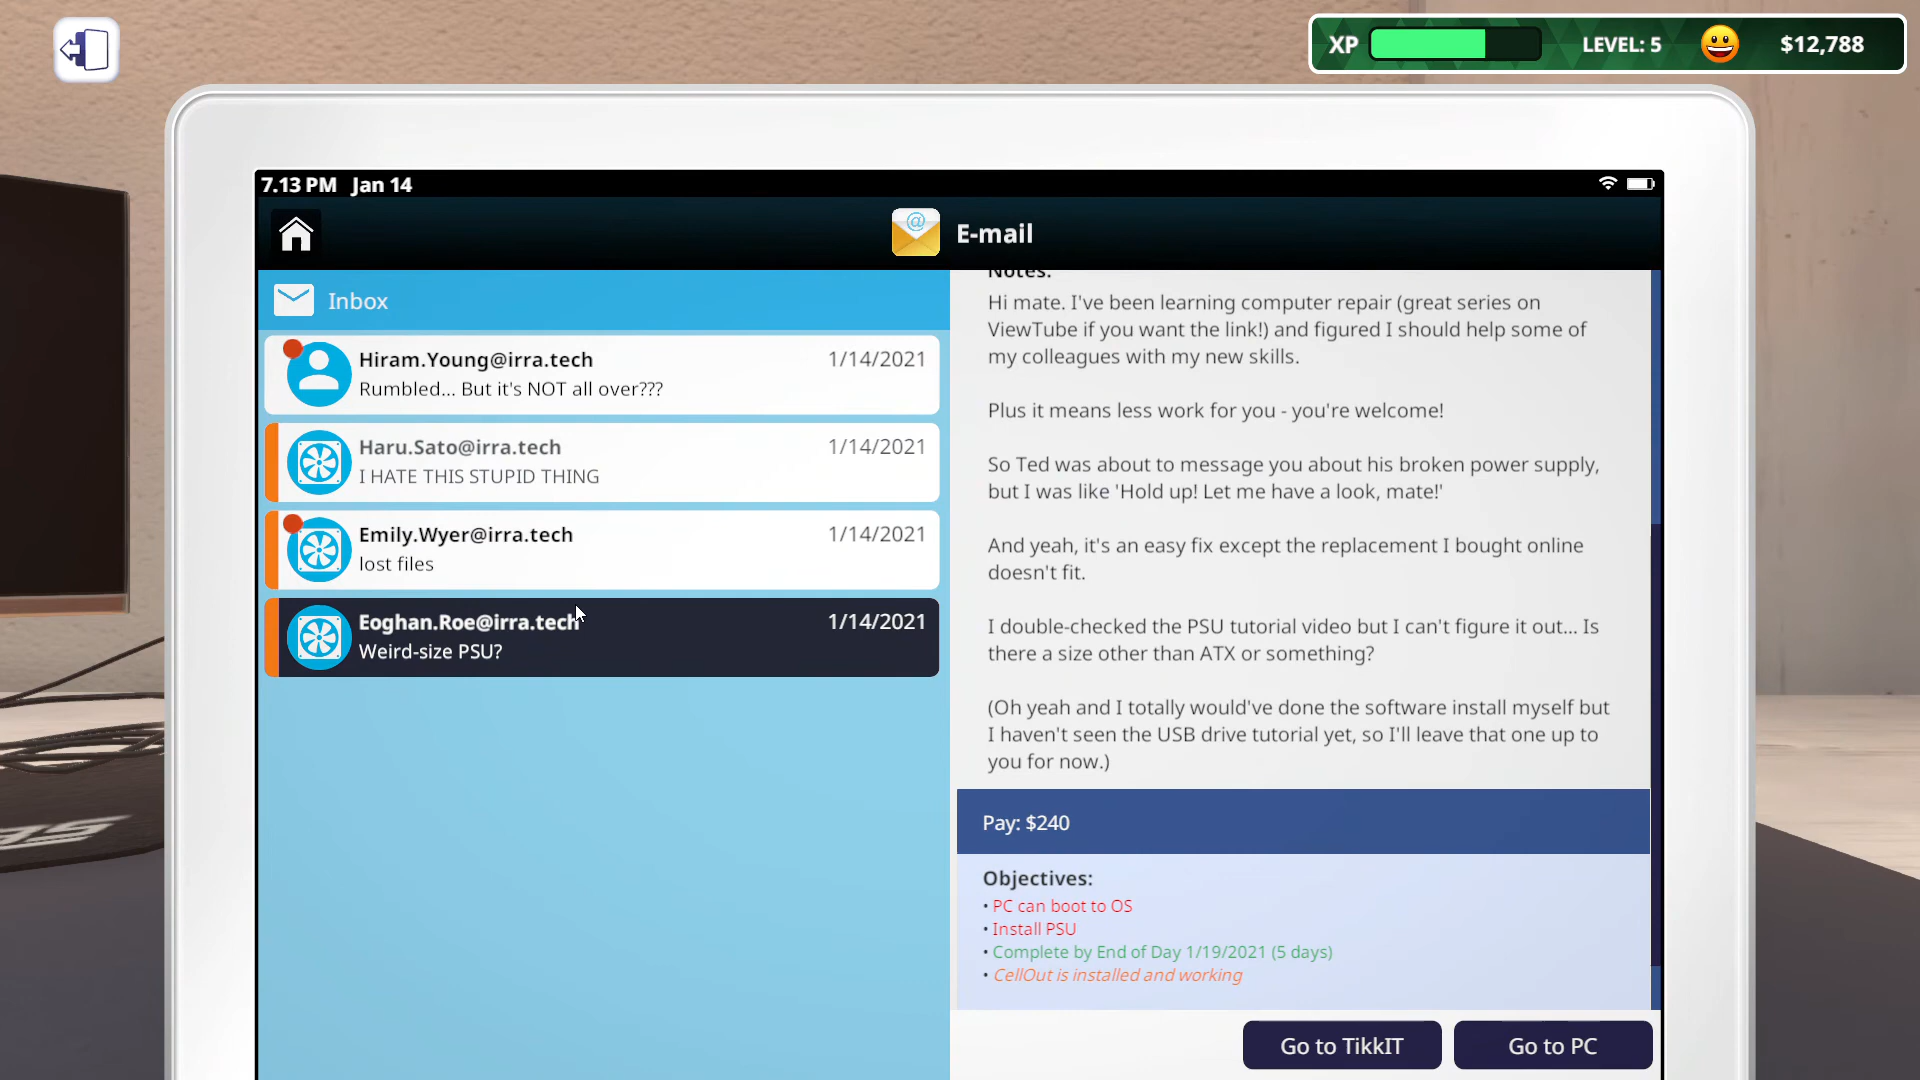 XP
LEVEL: 5
$12,788
7.13 PM Jan 14
E-mail
Inbox
Hiram.Young@irra.tech
1/14/2021
Rumbled... But it's NOT all over???
Haru.Sato@irra.tech
1/14/2021
I HATE THIS STUPID THING
Emily.Wyer@irra.tech
1/14/2021
lost files
Eoghan.Roe@irra.tech
1/14/2021
Weird-size PSU?
Notes:
Hi mate. I've been learning computer repair (great series on
ViewTube if you want the link!) and figured I should help some of
my colleagues with my new skills.
Plus it means less work for you - you're welcome!
So Ted was about to message you about his broken power supply,
but I was like 'Hold up! Let me have a look, mate!'
And yeah, it's an easy fix except the replacement I bought online
doesn't fit.
I double-checked the PSU tutorial video but I can't figure it out... Is
there a size other than ATX or something?
(Oh yeah and I totally would've done the software install myself but
I haven't seen the USB drive tutorial yet, so I'll leave that one up to
you for now.)
Pay: $240
Objectives:
• PC can boot to OS
• Install PSU
• Complete by End of Day 1/19/2021 (5 days)
• CellOut is installed and working
Go to TikkIT
Go to PC